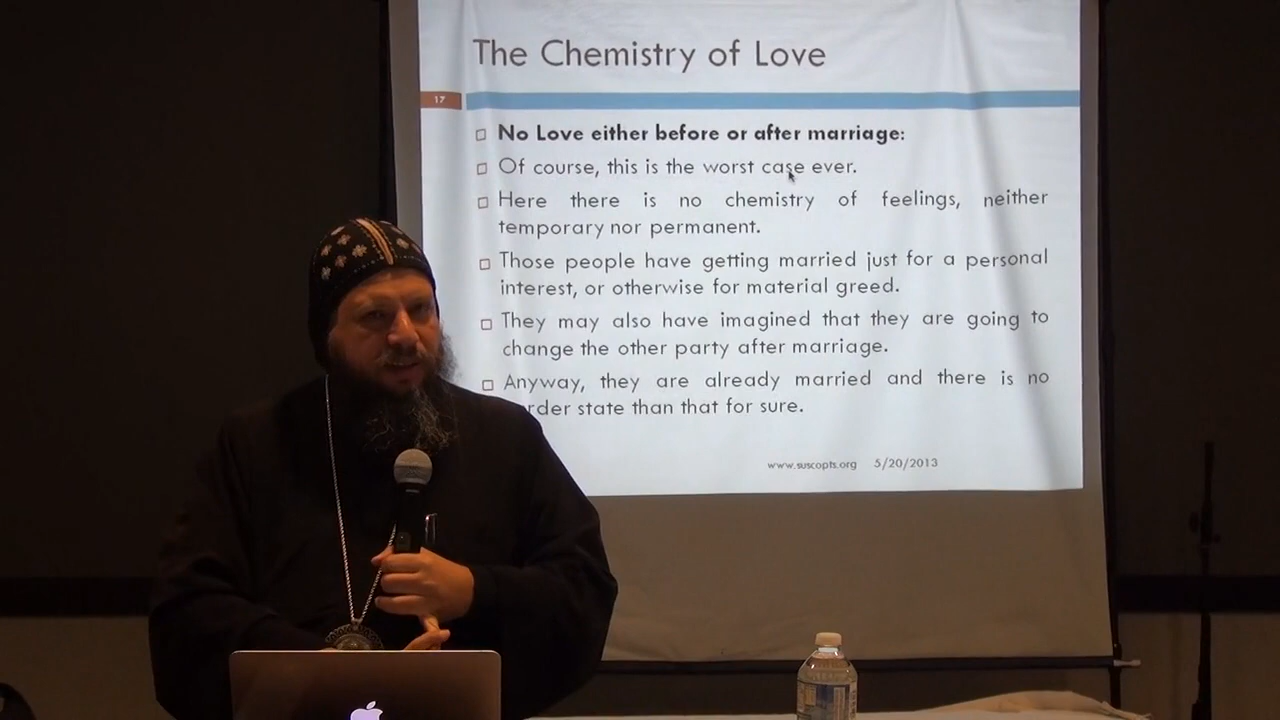 The Chemistry of Love
17
No Love either before or after marriage:
Of course, this is the worst case ever.
Here there is no chemistry of feelings, neither
temporary nor permanent.
Those people have getting married just for a personal
interest, or otherwise for material greed.
They may also have imagined that they are going to
change the other party after marriage.
Anyway, they are already married and there is no
rder state than that for sure.
www.suscopts.org 5/20/2013